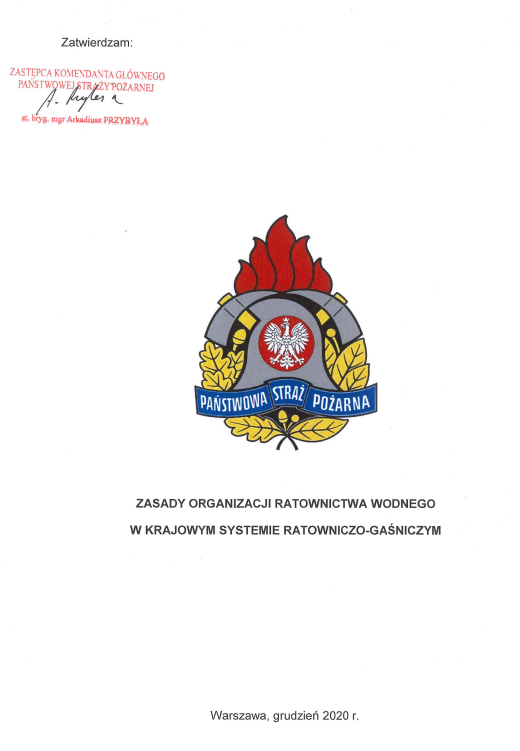 Zatwierdzam:
ZASTĘPCA KOMENDANTA GŁÓWNEGO
PAŃSTWOWEJ STRAŻY POŻARNEJ
st. bryg. mgr Arkadiusz PRZYBYŁA
PAŃSTWOWA STRAŻ POŻARNA
ZASADY ORGANIZACJI RATOWNICTWA WODNEGO
W KRAJOWYM SYSTEMIE RATOWNICZO-GAŚNICZYM
Warszawa, grudzień 2020 r.